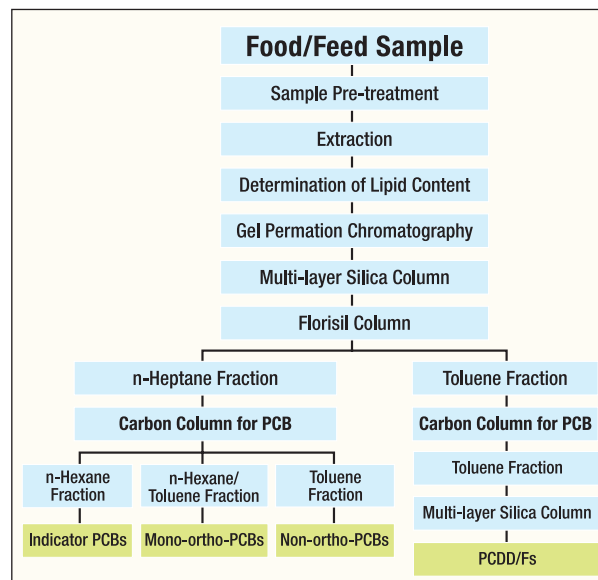 Food/Feed Sample
Sample Pre-treatment
Extraction
Determination of Lipid Content
Gel Permation Chromatography
Multi-layer Silica Column
Florisil Column
n-Heptane Fraction
Carbon Column for PCB
n-Hexane
Fraction
Indicator PCBs
n-Hexane/
Toluene Fraction
Mono-ortho-PCBs
Toluene
Fraction
Non-ortho-PCBs
Toluene Fraction
Carbon Column for PCB
Toluene Fraction
Multi-layer Silica Column
PCDD/Fs